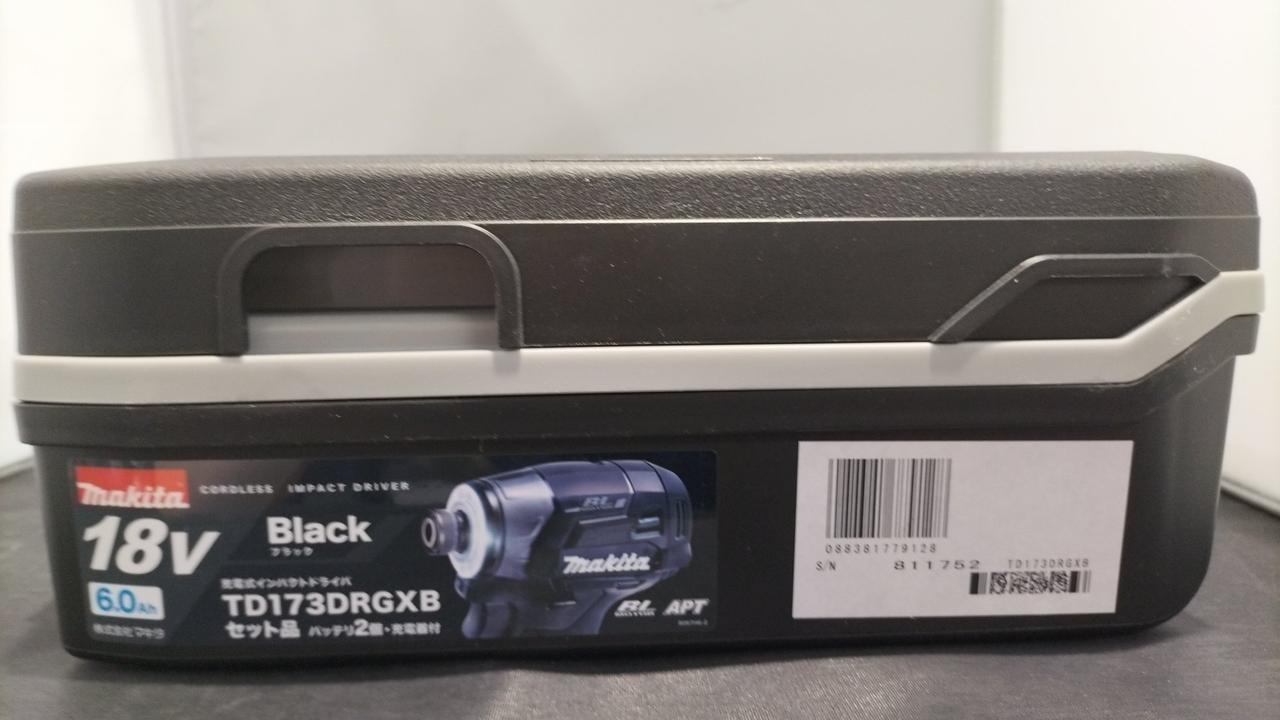 makita CORDLESS IMPACT DRIVER
18V Black
ブラック
6.0Ah
充電式インパクトドライバ
TD173DRGXB
セット品 バッテリ2個・充電器付
株式会社マキタ
BL
makita
BL MOTOR APT
088381779128
S/N 811752 TD173DRGXB